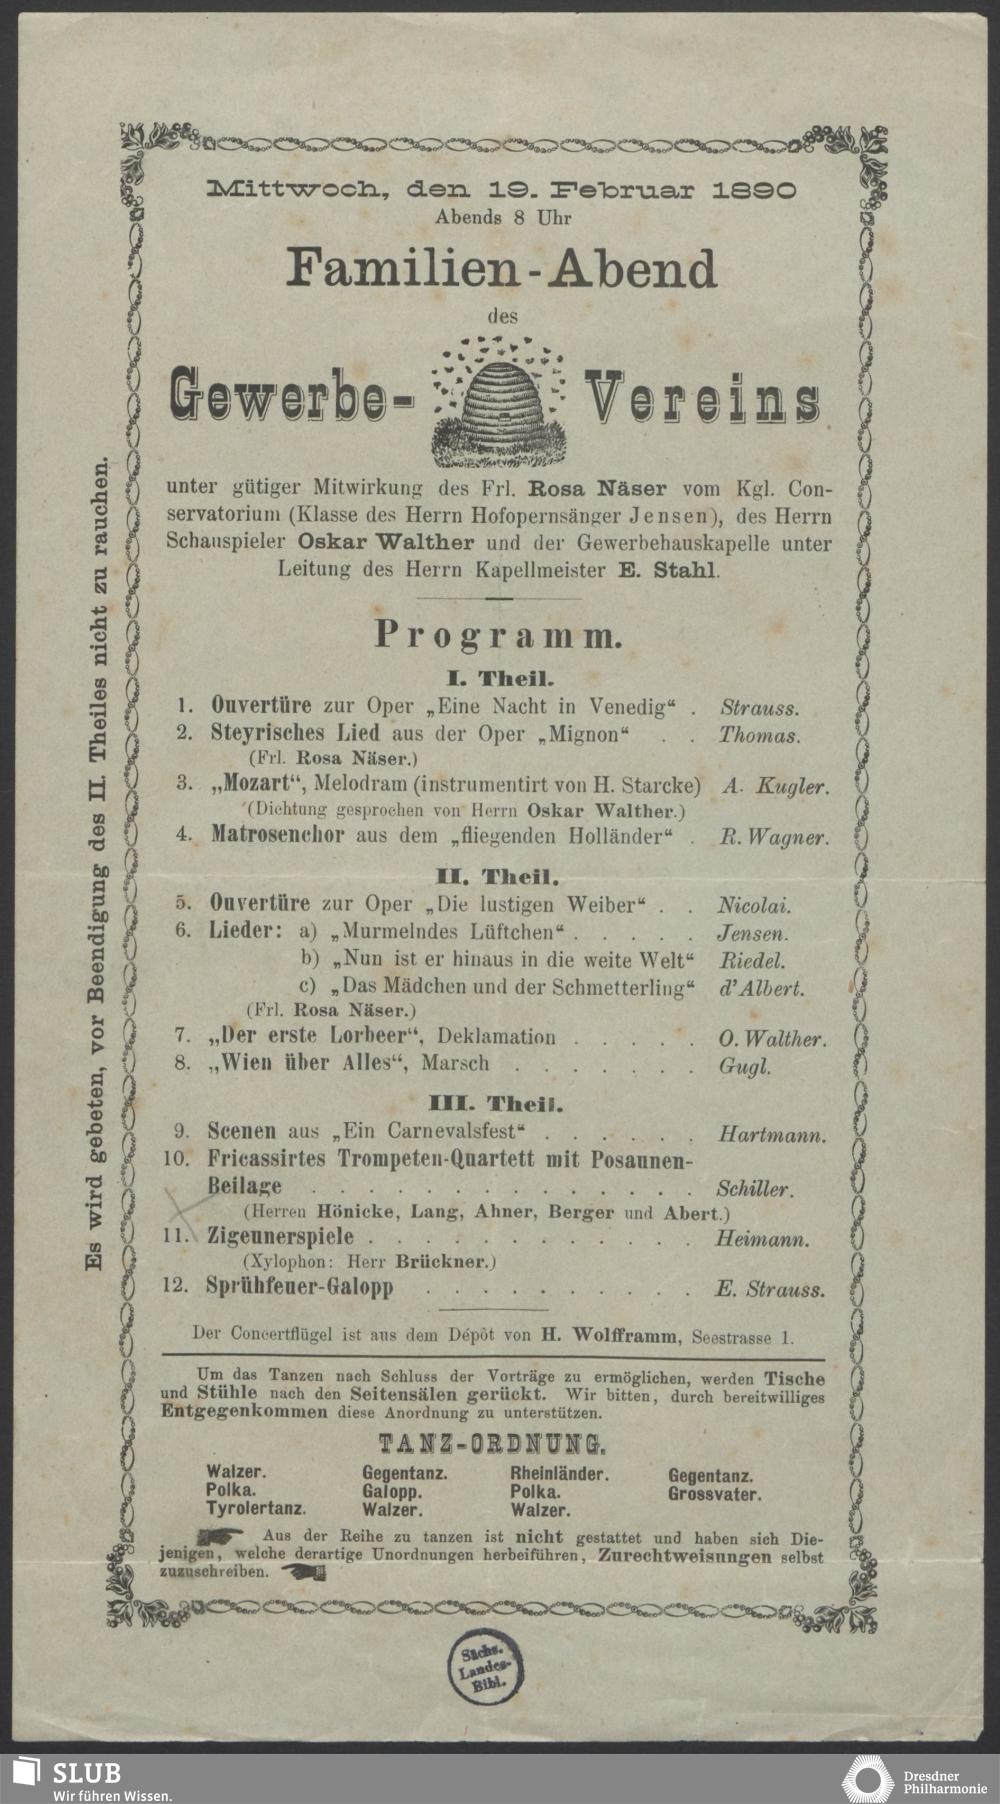 Mittwoch, den 19. Februar 1890
Abends 8 Uhr
Familien-Abend
des
Gewerbe- Vereins
unter gütiger Mitwirkung des Frl. Rosa Näser vom Kgl. Con-
servatorium (Klasse des Herrn Hofopernsänger Jensen), des Herrn
Schauspieler Oskar Walther und der Gewerbehauskapelle unter
Leitung des Herrn Kapellmeister E. Stahl.
Programm.
I. Theil.
1. Ouvertüre zur Oper „Eine Nacht in Venedig“ . Strauss.
2. Steyrisches Lied aus der Oper „Mignon“ . . Thomas.
(Frl. Rosa Näser.)
3. „Mozart“, Melodram (instrumentirt von H. Starcke) A. Kugler.
(Dichtung gesprochen von Herrn Oskar Walther.)
4. Matrosenchor aus dem „fliegenden Holländer“ . R. Wagner.
II. Theil.
5. Ouvertüre zur Oper „Die lustigen Weiber“ . . Nicolai.
6. Lieder: a) „Murmelndes Lüftchen“ . . . . . Jensen.
b) „Nun ist er hinaus in die weite Welt“ Riedel.
c) „Das Mädchen und der Schmetterling“ d'Albert.
(Frl. Rosa Näser.)
7. „Der erste Lorbeer“, Deklamation . . . . . O. Walther.
8. „Wien über Alles“, Marsch . . . . . . . Gugl.
III. Theil.
9. Scenen aus „Ein Carnevalsfest“ . . . . . . Hartmann.
10. Fricassirtes Trompeten-Quartett mit Posaunen-
Beilage . . . . . . . . . . . . . . Schiller.
(Herren Hönicke, Lang, Ahner, Berger und Abert.)
11. Zigeunerspiele . . . . . . . . . . . . Heimann.
(Xylophon: Herr Brückner.)
12. Sprühfeuer-Galopp . . . . . . . . . . E. Strauss.
Der Concertflügel ist aus dem Dépôt von H. Wolfframm, Seestrasse 1.
Um das Tanzen nach Schluss der Vorträge zu ermöglichen, werden Tische
und Stühle nach den Seitensälen gerückt. Wir bitten, durch bereitwilliges
Entgegenkommen diese Anordnung zu unterstützen.
TANZ-ORDNUNG.
Walzer. Gegentanz. Rheinländer. Gegentanz.
Polka. Galopp. Polka. Grossvater.
Tyrolertanz. Walzer. Walzer.
Aus der Reihe zu tanzen ist nicht gestattet und haben sich Die-
jenigen, welche derartige Unordnungen herbeiführen, Zurechtweisungen selbst
zuzuschreiben.
Es wird gebeten, vor Beendigung des II. Theiles nicht zu rauchen.
Sächs.
Landes-
Bibl.
SLUB
Wir führen Wissen.
Dresdner
Philharmonie